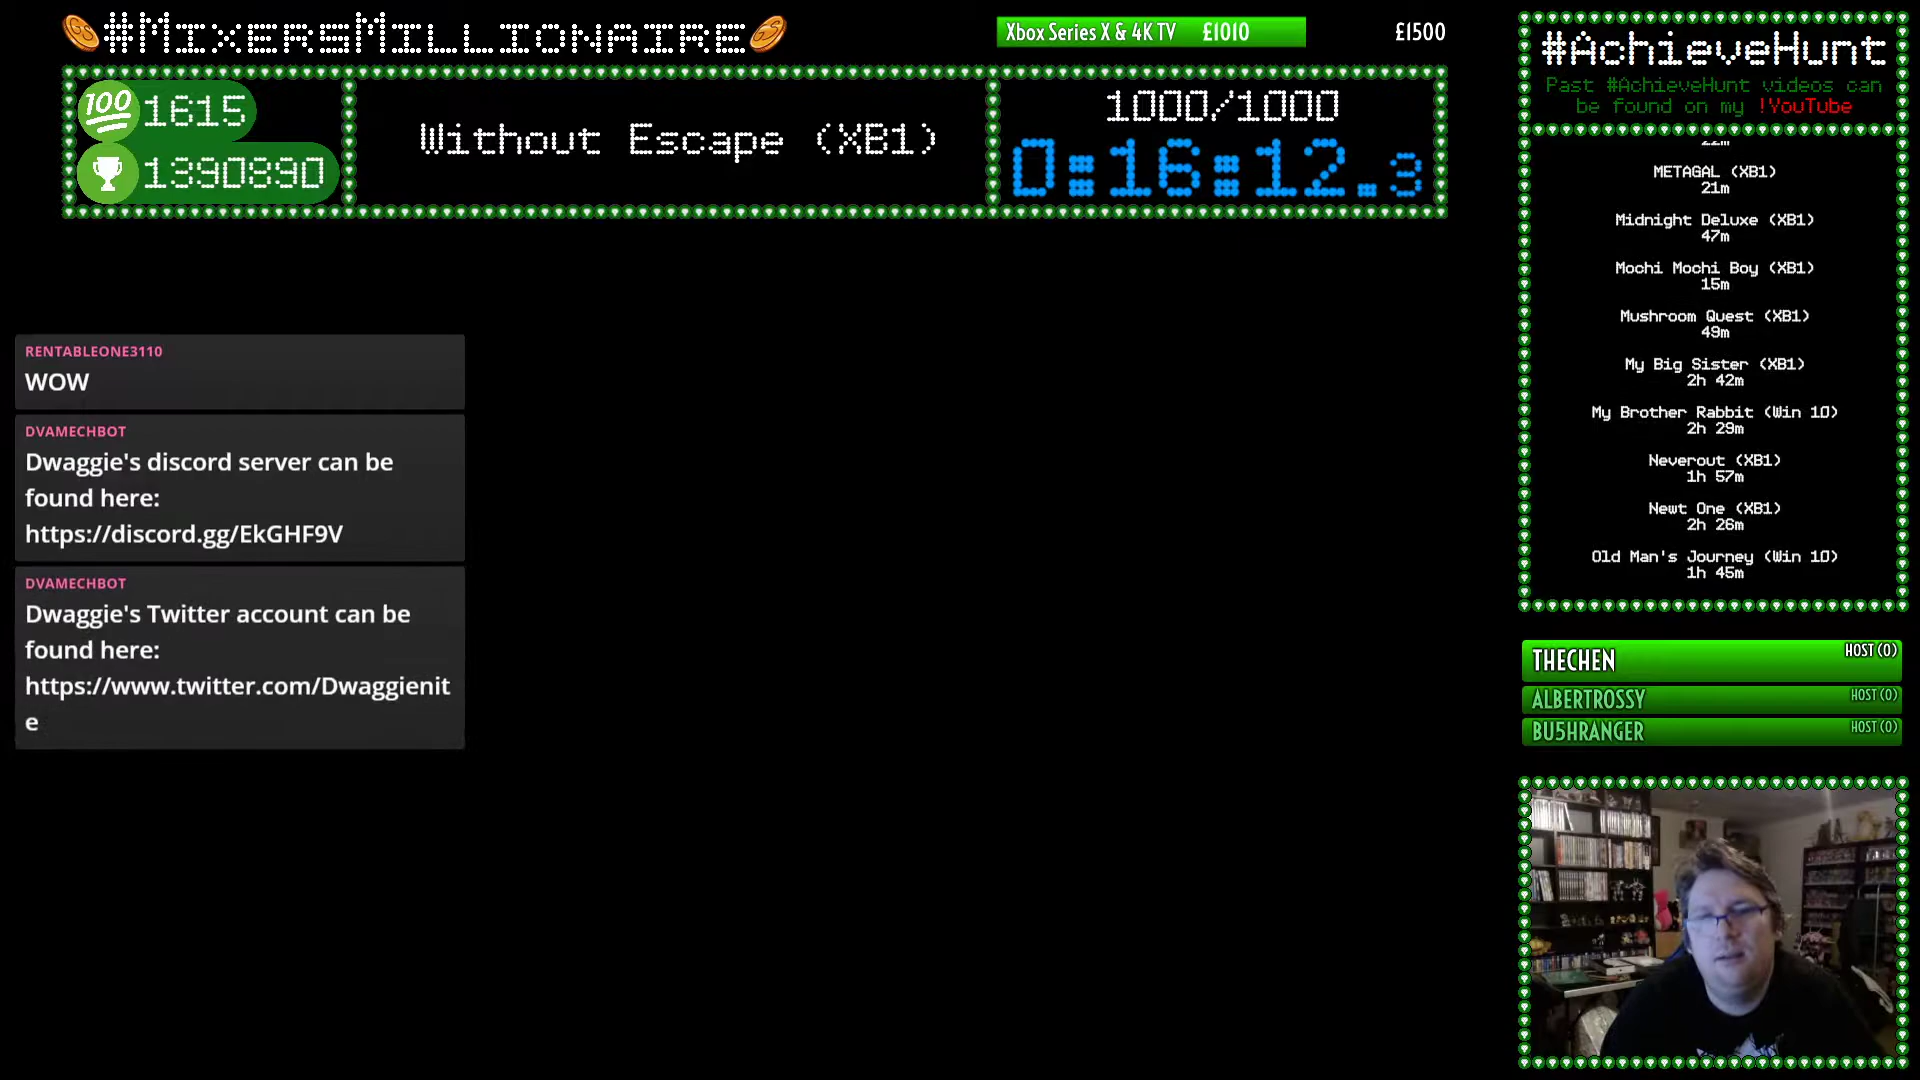 #MIXERSMILLIONAIRE
Xbox Series X & 4K TV £1010
£1500
100 1615
1390890
Without Escape (XB1)
1000/1000
0:16:12.3
RENTABLEONE3110
WOW
DVAMECHBOT
Dwaggie's discord server can be
found here:
https://discord.gg/EkGHF9V
DVAMECHBOT
Dwaggie's Twitter account can be
found here:
https://www.twitter.com/Dwaggienit
e
#AchieveHunt
Past #AchieveHunt videos can
be found on my !YouTube
METAGAL (XB1)
21m
Midnight Deluxe (XB1)
47m
Mochi Mochi Boy (XB1)
15m
Mushroom Quest (XB1)
49m
My Big Sister (XB1)
2h 42m
My Brother Rabbit (Win 10)
2h 29m
Neverout (XB1)
1h 57m
Newt One (XB1)
2h 26m
Old Man's Journey (Win 10)
1h 45m
THECHEN HOST (0)
ALBERTROSSY HOST (0)
BU5HRANGER HOST (0)